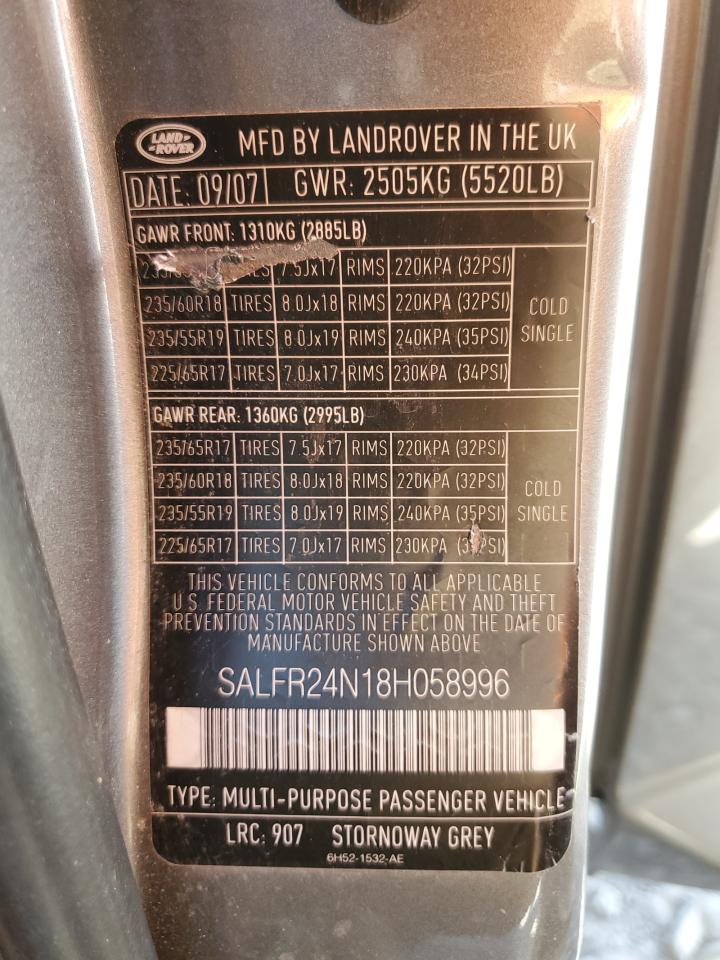 LAND-
ROVER
MFD BY LANDROVER IN THE UK
DATE: 09/07 GWR: 2505KG (5520LB)
GAWR FRONT: 1310KG (2885LB)
7.5Jx17 RIMS 220KPA (32PSI)
235/60R18 TIRES 8.0Jx18 RIMS 220KPA (32PSI)
235/55R19 TIRES 8.0Jx19 RIMS 240KPA (35PSI)
225/65R17 TIRES 7.0Jx17 RIMS 230KPA (34PSI)
COLD
SINGLE
GAWR REAR: 1360KG (2995LB)
235/65R17 TIRES 7.5Jx17 RIMS 220KPA (32PSI)
235/60R18 TIRES 8.0Jx18 RIMS 220KPA (32PSI)
235/55R19 TIRES 8.0Jx19 RIMS 240KPA (35PSI)
225/65R17 TIRES 7.0Jx17 RIMS 230KPA
COLD
SINGLE
THIS VEHICLE CONFORMS TO ALL APPLICABLE
U.S. FEDERAL MOTOR VEHICLE SAFETY AND THEFT
PREVENTION STANDARDS IN EFFECT ON THE DATE OF
MANUFACTURE SHOWN ABOVE
SALFR24N18H058996
TYPE: MULTI-PURPOSE PASSENGER VEHICLE
LRC: 907 STORNOWAY GREY
6H52-1532-AE